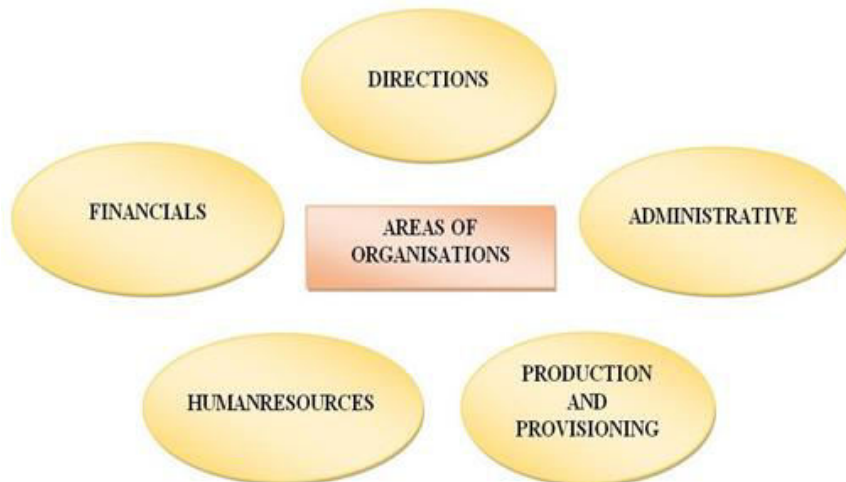 DIRECTIONS
FINANCIALS
AREAS OF
ORGANISATIONS
ADMINISTRATIVE
HUMANRESOURCES
PRODUCTION
AND
PROVISIONING